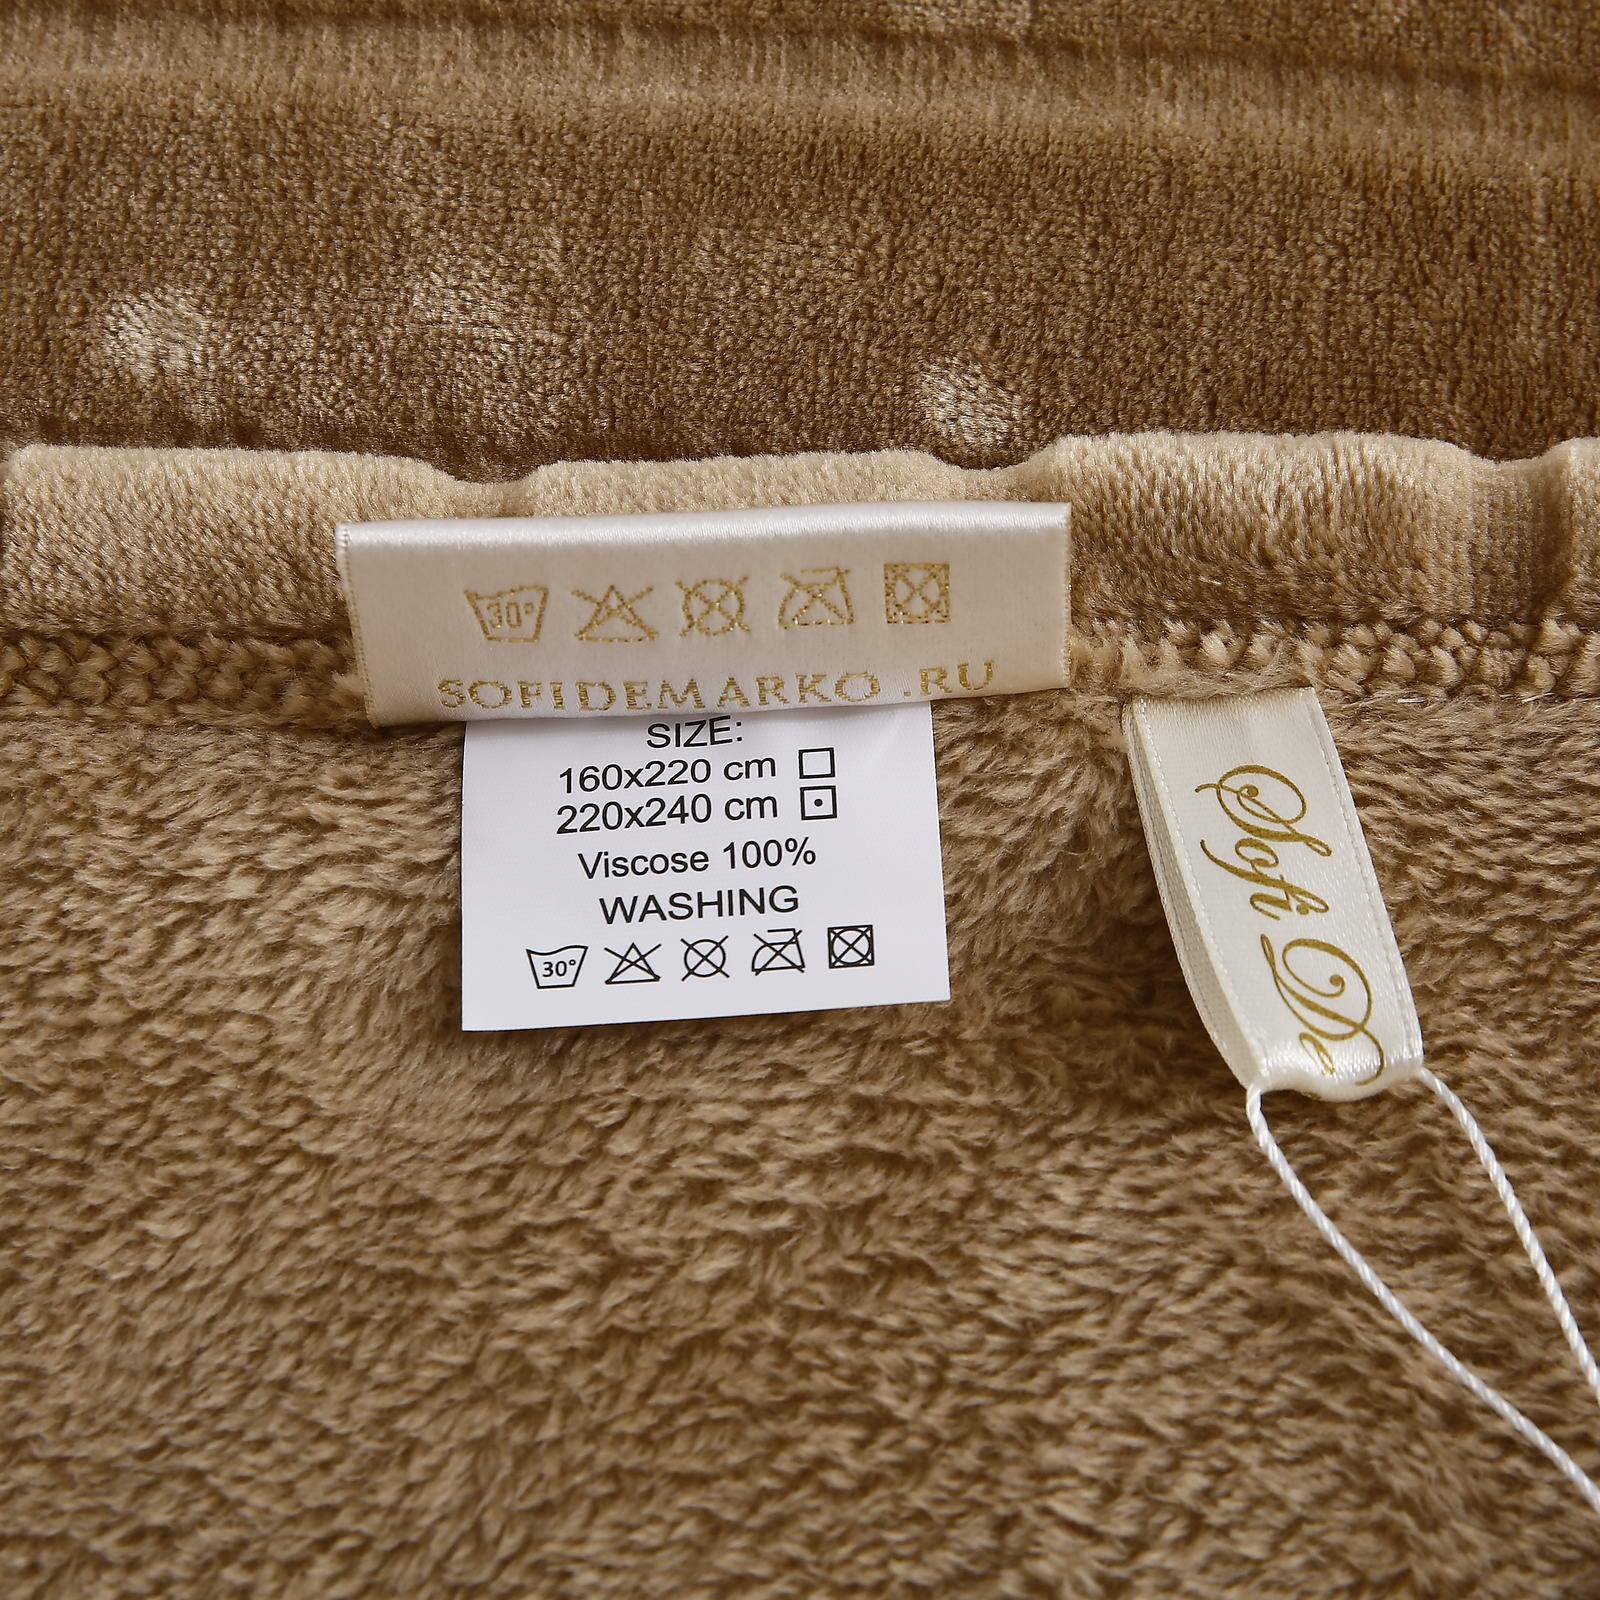 30°
SOFIDEMARKO.RU
SIZE:
160x220 cm
220x240 cm
Viscose 100%
WASHING
30°
Sofi De